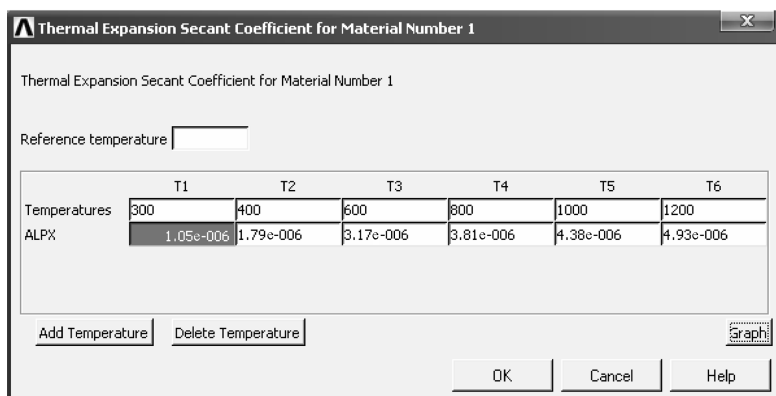 Thermal Expansion Secant Coefficient for Material Number 1
Thermal Expansion Secant Coefficient for Material Number 1
Reference temperature
T1 T2 T3 T4 T5 T6
Temperatures 300 400 600 800 1000 1200
ALPX 1.05e-006 1.79e-006 3.17e-006 3.81e-006 4.38e-006 4.93e-006
Add Temperature Delete Temperature Graph
OK Cancel Help